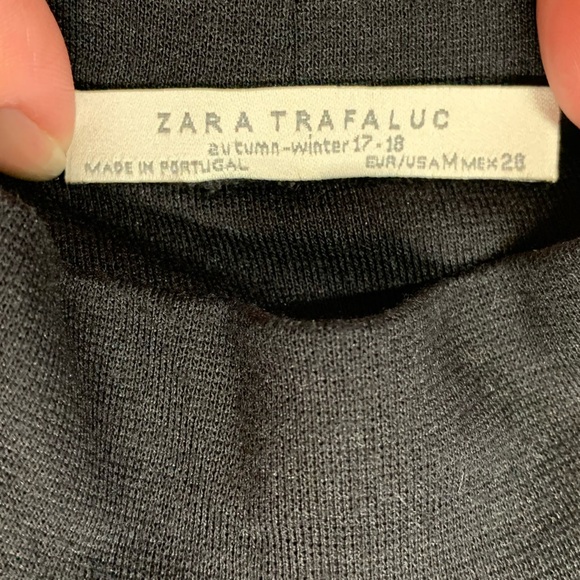 ZARA TRAFALUC
autumn-winter 17-18
MADE IN PORTUGAL EUR/USA M MEX 28